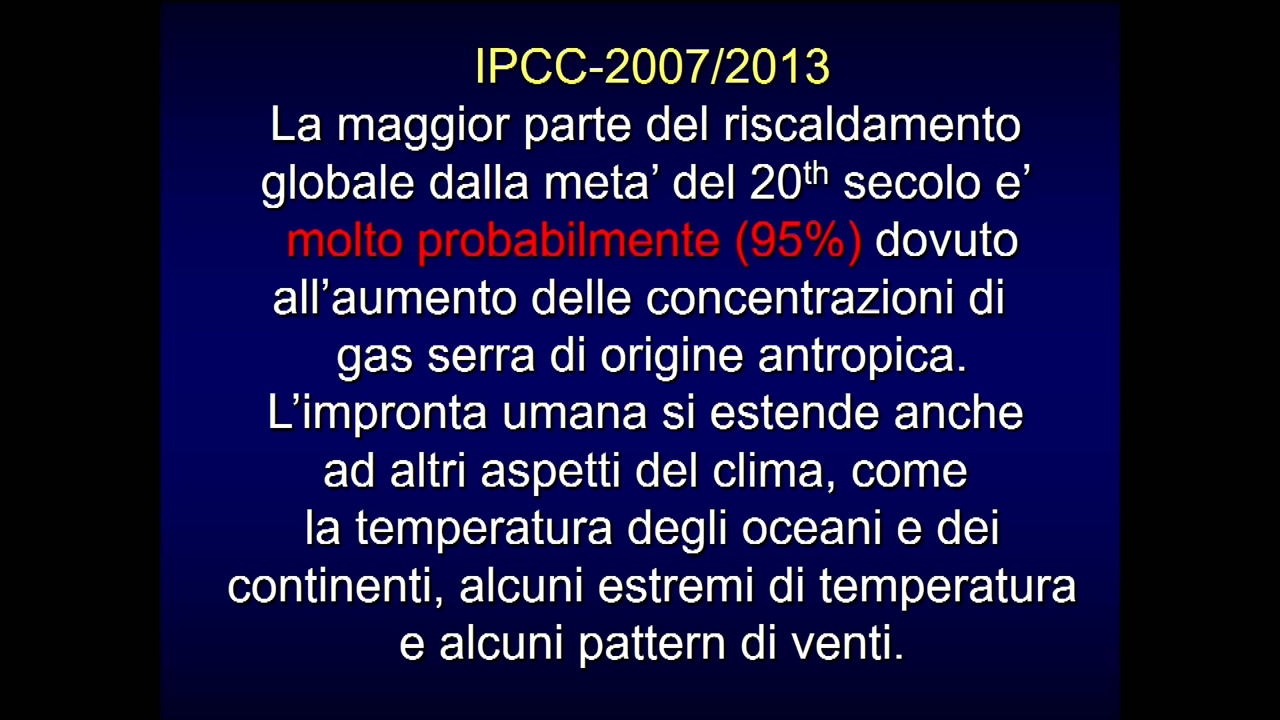 IPCC-2007/2013
La maggior parte del riscaldamento
globale dalla meta’ del 20th secolo e’
molto probabilmente (95%) dovuto
all’aumento delle concentrazioni di
gas serra di origine antropica.
L’impronta umana si estende anche
ad altri aspetti del clima, come
la temperatura degli oceani e dei
continenti, alcuni estremi di temperatura
e alcuni pattern di venti.